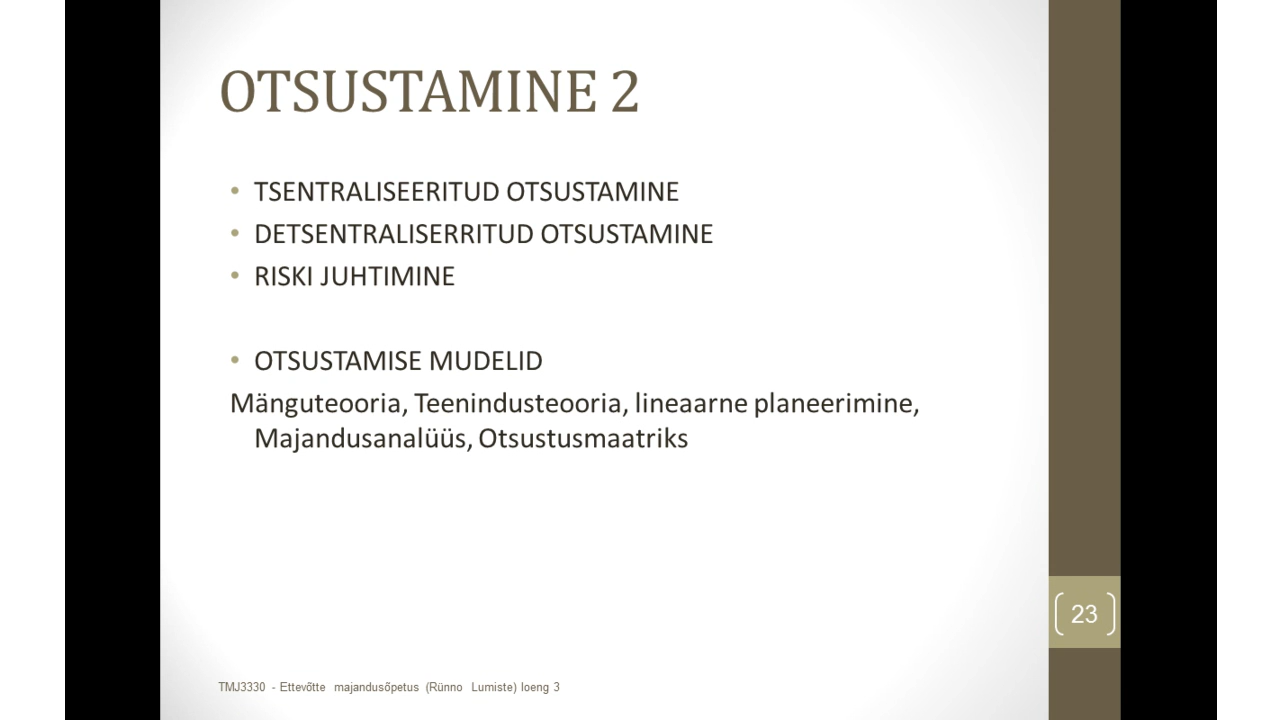 OTSUSTAMINE 2
TSENTRALISEERITUD OTSUSTAMINE
DETSENTRALISERRITUD OTSUSTAMINE
RISKI JUHTIMINE
OTSUSTAMISE MUDELID
Mänguteooria, Teenindusteooria, lineaarne planeerimine,
Majandusanalüüs, Otsustusmaatriks
23
TMJ3330 - Ettevõtte majandusõpetus (Rünno Lumiste) loeng 3